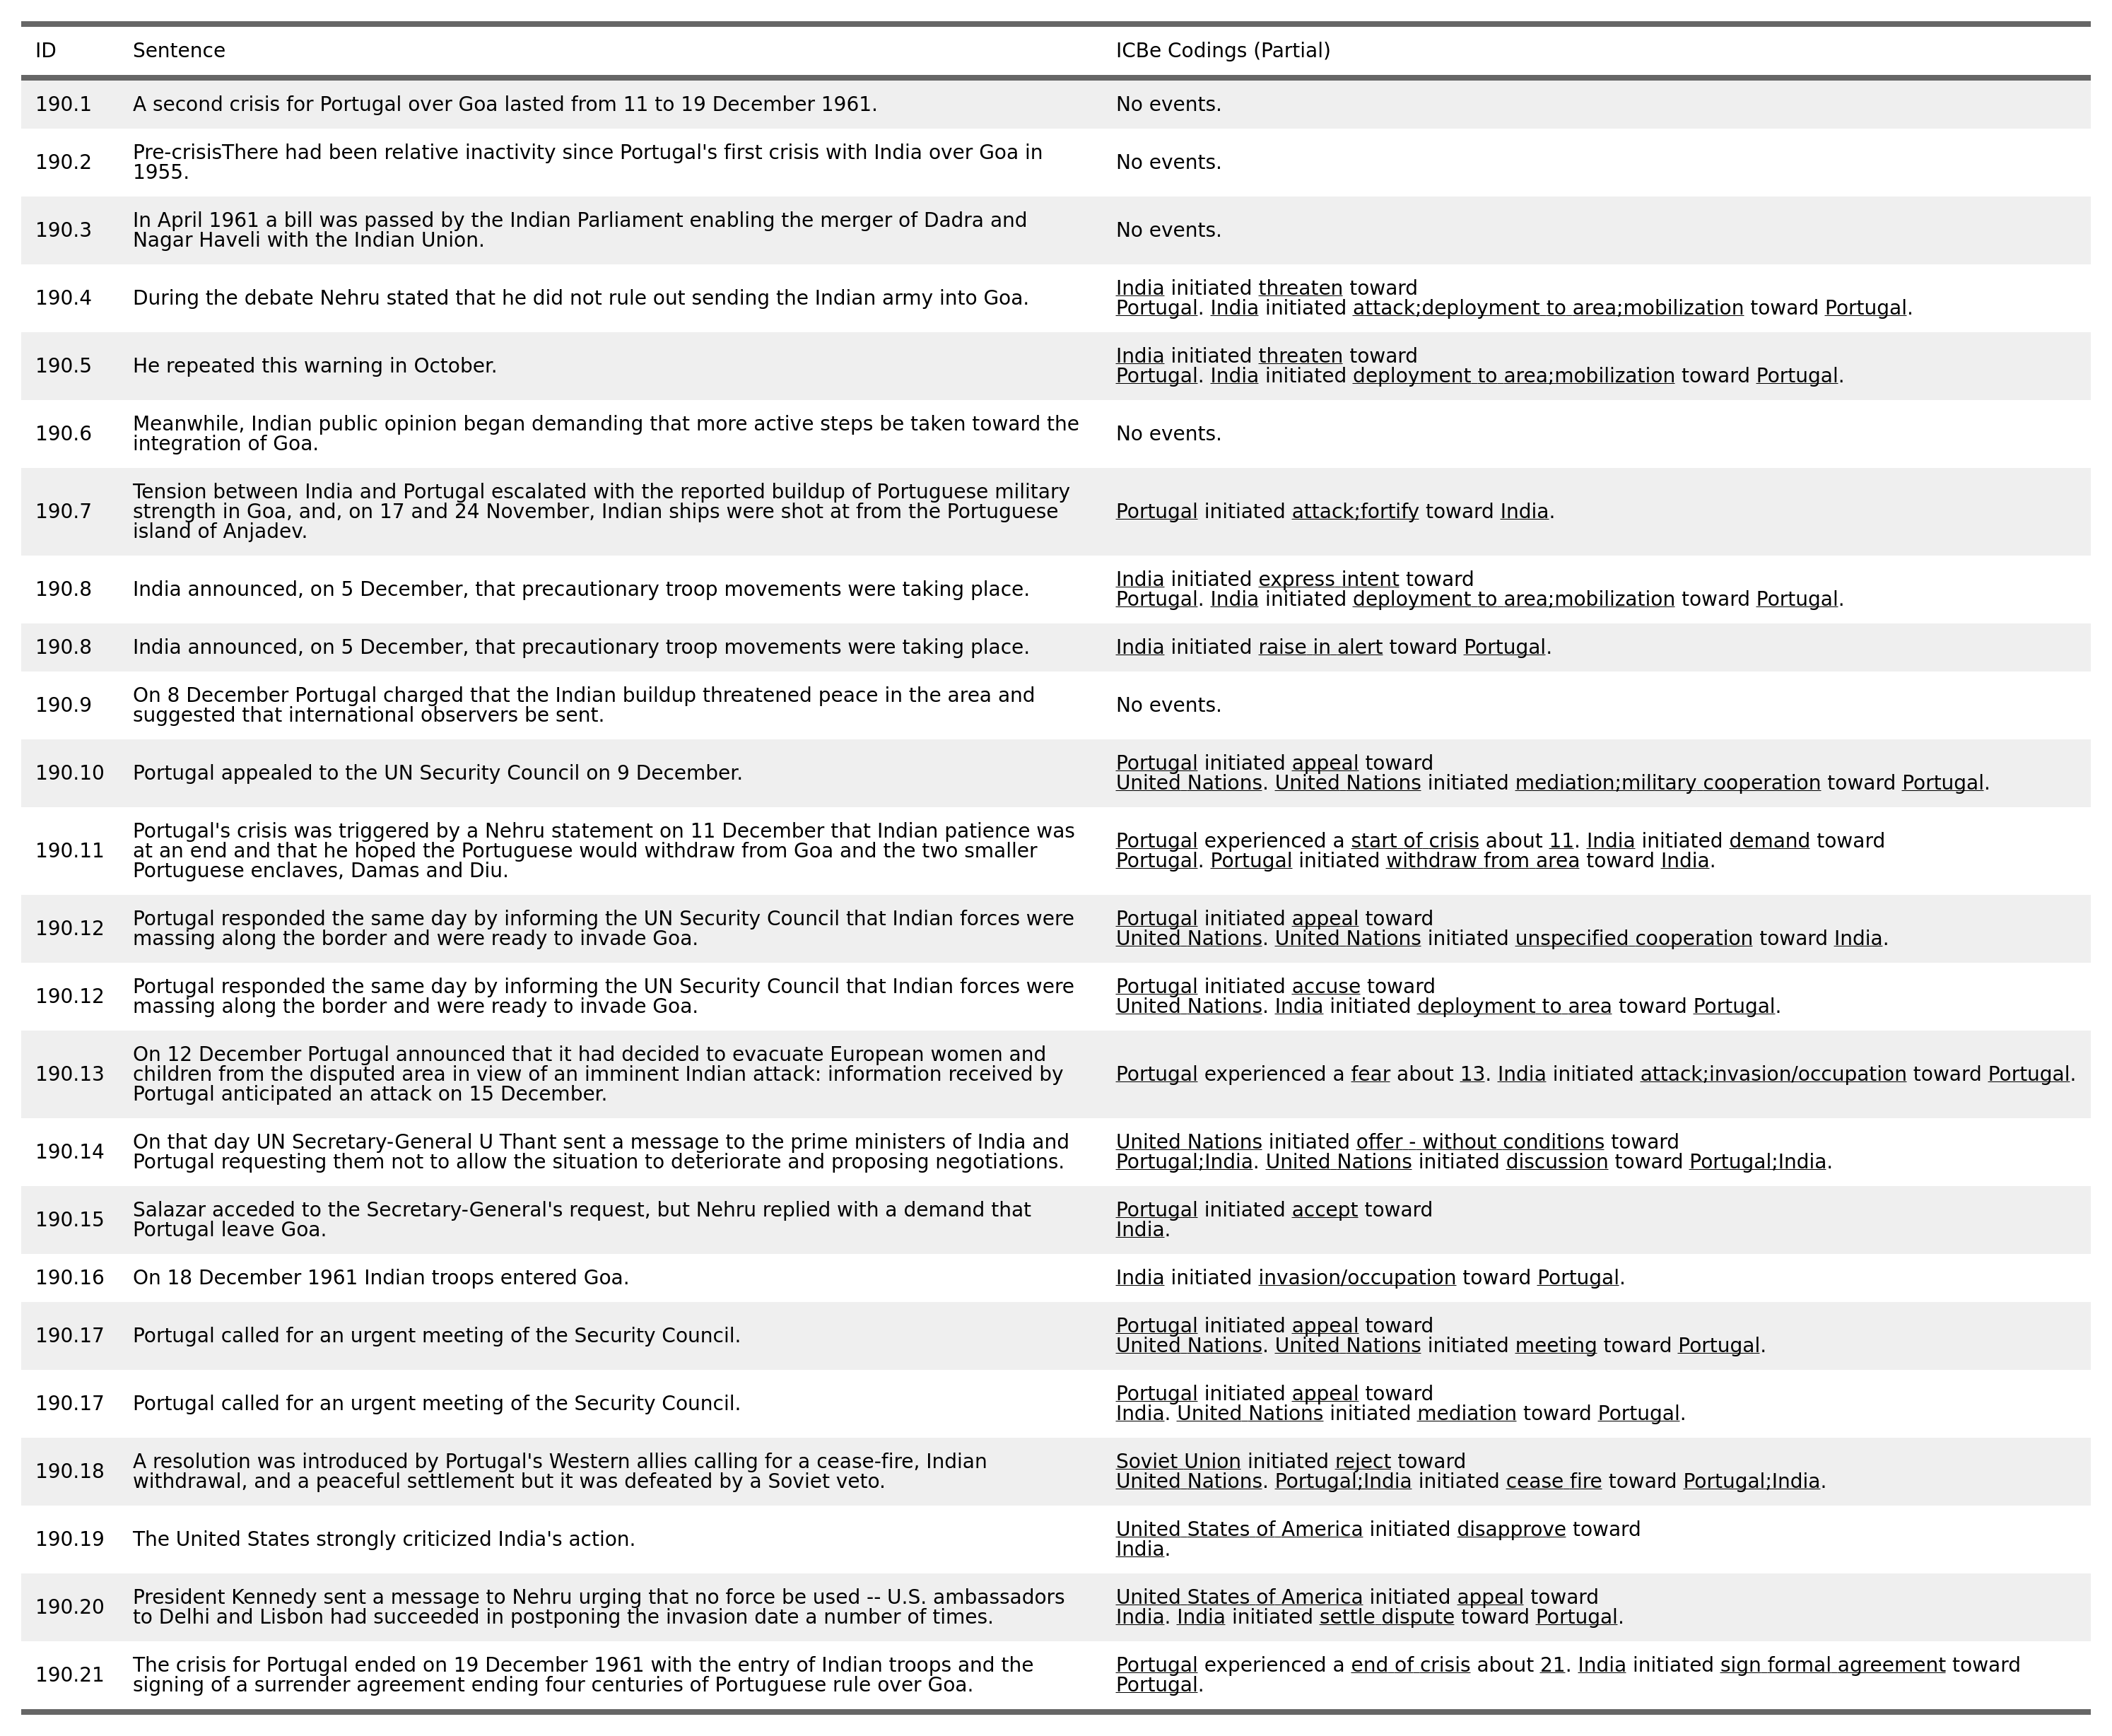 ID Sentence ICBe Codings (Partial)
190.1 A second crisis for Portugal over Goa lasted from 11 to 19 December 1961. No events.
190.2 Pre-crisisThere had been relative inactivity since Portugal's first crisis with India over Goa in
1955. No events.
190.3 In April 1961 a bill was passed by the Indian Parliament enabling the merger of Dadra and
Nagar Haveli with the Indian Union. No events.
190.4 During the debate Nehru stated that he did not rule out sending the Indian army into Goa. India initiated threaten toward
Portugal. India initiated attack;deployment to area;mobilization toward Portugal.
190.5 He repeated this warning in October. India initiated threaten toward
Portugal. India initiated deployment to area;mobilization toward Portugal.
190.6 Meanwhile, Indian public opinion began demanding that more active steps be taken toward the
integration of Goa. No events.
190.7 Tension between India and Portugal escalated with the reported buildup of Portuguese military
strength in Goa, and, on 17 and 24 November, Indian ships were shot at from the Portuguese
island of Anjadev. Portugal initiated attack;fortify toward India.
190.8 India announced, on 5 December, that precautionary troop movements were taking place. India initiated express intent toward
Portugal. India initiated deployment to area;mobilization toward Portugal.
190.8 India announced, on 5 December, that precautionary troop movements were taking place. India initiated raise in alert toward Portugal.
190.9 On 8 December Portugal charged that the Indian buildup threatened peace in the area and
suggested that international observers be sent. No events.
190.10 Portugal appealed to the UN Security Council on 9 December. Portugal initiated appeal toward
United Nations. United Nations initiated mediation;military cooperation toward Portugal.
190.11 Portugal's crisis was triggered by a Nehru statement on 11 December that Indian patience was
at an end and that he hoped the Portuguese would withdraw from Goa and the two smaller
Portuguese enclaves, Damas and Diu. Portugal experienced a start of crisis about 11. India initiated demand toward
Portugal. Portugal initiated withdraw from area toward India.
190.12 Portugal responded the same day by informing the UN Security Council that Indian forces were
massing along the border and were ready to invade Goa. Portugal initiated appeal toward
United Nations. United Nations initiated unspecified cooperation toward India.
190.12 Portugal responded the same day by informing the UN Security Council that Indian forces were
massing along the border and were ready to invade Goa. Portugal initiated accuse toward
United Nations. India initiated deployment to area toward Portugal.
190.13 On 12 December Portugal announced that it had decided to evacuate European women and
children from the disputed area in view of an imminent Indian attack: information received by
Portugal anticipated an attack on 15 December. Portugal experienced a fear about 13. India initiated attack;invasion/occupation toward Portugal.
190.14 On that day UN Secretary-General U Thant sent a message to the prime ministers of India and
Portugal requesting them not to allow the situation to deteriorate and proposing negotiations. United Nations initiated offer - without conditions toward
Portugal;India. United Nations initiated discussion toward Portugal;India.
190.15 Salazar acceded to the Secretary-General's request, but Nehru replied with a demand that
Portugal leave Goa. Portugal initiated accept toward
India.
190.16 On 18 December 1961 Indian troops entered Goa. India initiated invasion/occupation toward Portugal.
190.17 Portugal called for an urgent meeting of the Security Council. Portugal initiated appeal toward
United Nations. United Nations initiated meeting toward Portugal.
190.17 Portugal called for an urgent meeting of the Security Council. Portugal initiated appeal toward
India. United Nations initiated mediation toward Portugal.
190.18 A resolution was introduced by Portugal's Western allies calling for a cease-fire, Indian
withdrawal, and a peaceful settlement but it was defeated by a Soviet veto. Soviet Union initiated reject toward
United Nations. Portugal;India initiated cease fire toward Portugal;India.
190.19 The United States strongly criticized India's action. United States of America initiated disapprove toward
India.
190.20 President Kennedy sent a message to Nehru urging that no force be used -- U.S. ambassadors
to Delhi and Lisbon had succeeded in postponing the invasion date a number of times. United States of America initiated appeal toward
India. India initiated settle dispute toward Portugal.
190.21 The crisis for Portugal ended on 19 December 1961 with the entry of Indian troops and the
signing of a surrender agreement ending four centuries of Portuguese rule over Goa. Portugal experienced a end of crisis about 21. India initiated sign formal agreement toward
Portugal.